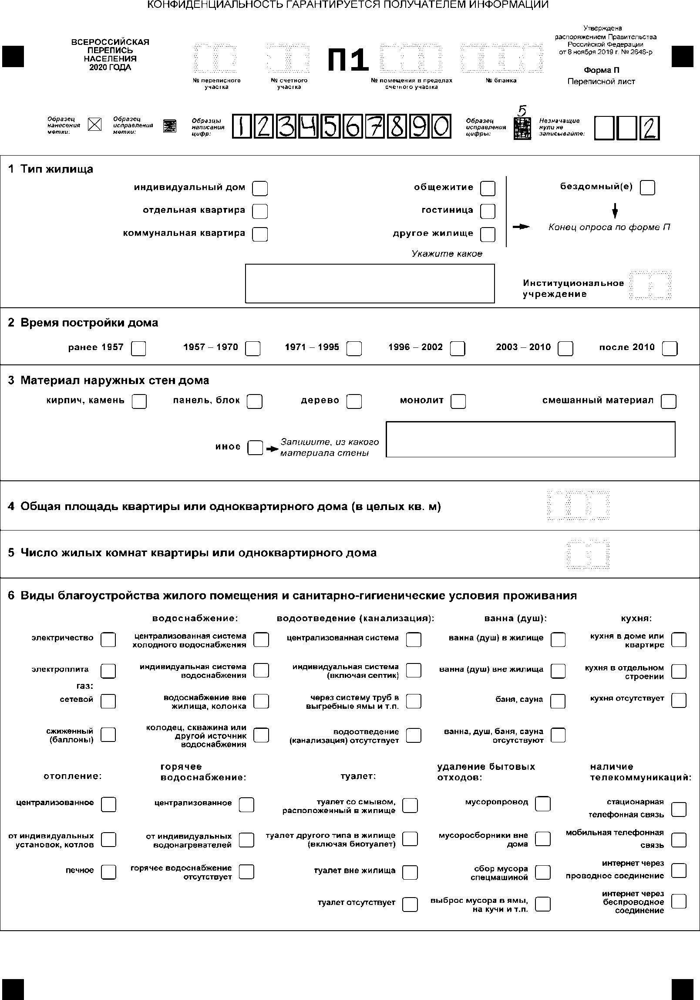 КОНФИДЕНЦИАЛЬНОСТЬ ГАРАНТИРУЕТСЯ ПОЛУЧАТЕЛЕМ ИНФОРМАЦИИ
ВСЕРОССИЙСКАЯ
ПЕРЕПИСЬ
НАСЕЛЕНИЯ
2020 ГОДА
№ переписного
участка
№ счетного
участка
П1
№ помещения в пределах
счетного участка
№ бланка
Утверждена
распоряжением Правительства
Российской Федерации
от 8 ноября 2019 г. № 2648-р
Форма П
Переписной лист
Образец
нанесения
метки:
Образец
исправления
метки:
Образцы
написания
цифр:
1 2 3 4 5 6 7 8 9 0
Образец
исправления
цифры:
5
Незначащие
нули не
записывайте:
2
1 Тип жилища
индивидуальный дом
отдельная квартира
коммунальная квартира
общежитие
гостиница
другое жилище
Укажите какое
бездомный(е)
Конец опроса по форме П
Институциональное
учреждение
2 Время постройки дома
ранее 1957 1957 – 1970 1971 – 1995 1996 – 2002 2003 – 2010 после 2010
3 Материал наружных стен дома
кирпич, камень панель, блок дерево монолит смешанный материал
иное
Запишите, из какого
материала стены
4 Общая площадь квартиры или одноквартирного дома (в целых кв. м)
5 Число жилых комнат квартиры или одноквартирного дома
6 Виды благоустройства жилого помещения и санитарно-гигиенические условия проживания
электричество
электроплита
газ:
сетевой
сжиженный
(баллоны)
водоснабжение:
централизованная система
холодного водоснабжения
индивидуальная система
водоснабжения
водоснабжение вне
жилища, колонка
колодец, скважина или
другой источник
водоснабжения
водоотведение (канализация):
централизованная система
индивидуальная система
(включая септик)
через систему труб в
выгребные ямы и т.п.
водоотведение
(канализация) отсутствует
ванна (душ):
ванна (душ) в жилище
ванна (душ) вне жилища
баня, сауна
ванна, душ, баня, сауна
отсутствуют
кухня:
кухня в доме или
квартире
кухня в отдельном
строении
кухня отсутствует
отопление:
централизованное
от индивидуальных
установок, котлов
печное
горячее
водоснабжение:
централизованное
от индивидуальных
водонагревателей
горячее водоснабжение
отсутствует
туалет:
туалет со смывом,
расположенный в жилище
туалет другого типа в жилище
(включая биотуалет)
туалет вне жилища
туалет отсутствует
удаление бытовых
отходов:
мусоропровод
мусоросборники вне
дома
сбор мусора
спецмашиной
выброс мусора в ямы,
на кучи и т.п.
наличие
телекоммуникаций:
стационарная
телефонная связь
мобильная телефонная
связь
интернет через
проводное соединение
интернет через
беспроводное
соединение